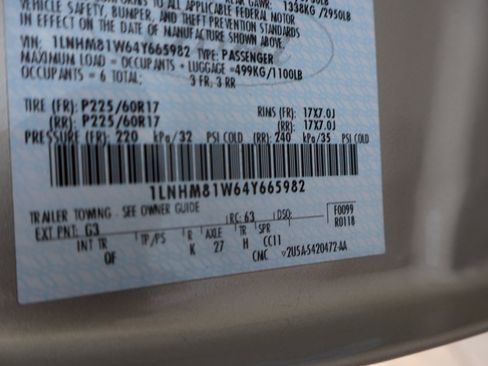 1338KG/2950LB
VEHICLE SAFETY, BUMPER, AND THEFT PREVENTION STANDARDS
IN EFFECT ON THE DATE OF MANUFACTURE SHOWN ABOVE.
VIN: 1LNHM81W64Y665982 TYPE: PASSENGER
MAXIMUM LOAD = OCCUPANTS + LUGGAGE =499KG/1100LB
OCCUPANTS = 6 TOTAL: 3 FR, 3 RR
TIRE (FR): P225/60R17 RINS (FR): 17X7.0J
(RR): P225/60R17 (RR): 17X7.0J
PRESSURE (FR): 220 kPa/32 PSI COLD (RR): 240 kPa/35 PSI COLD
1LNHM81W64Y665982
TRAILER TOWING - SEE OWNER GUIDE
EXT PNT: G3 RC: 63 DSO: F0099
R0118
INT TR TP/PS R AXLE TR SPR
OF K 27 H CC11
CMC 2U5A-5420472-AA